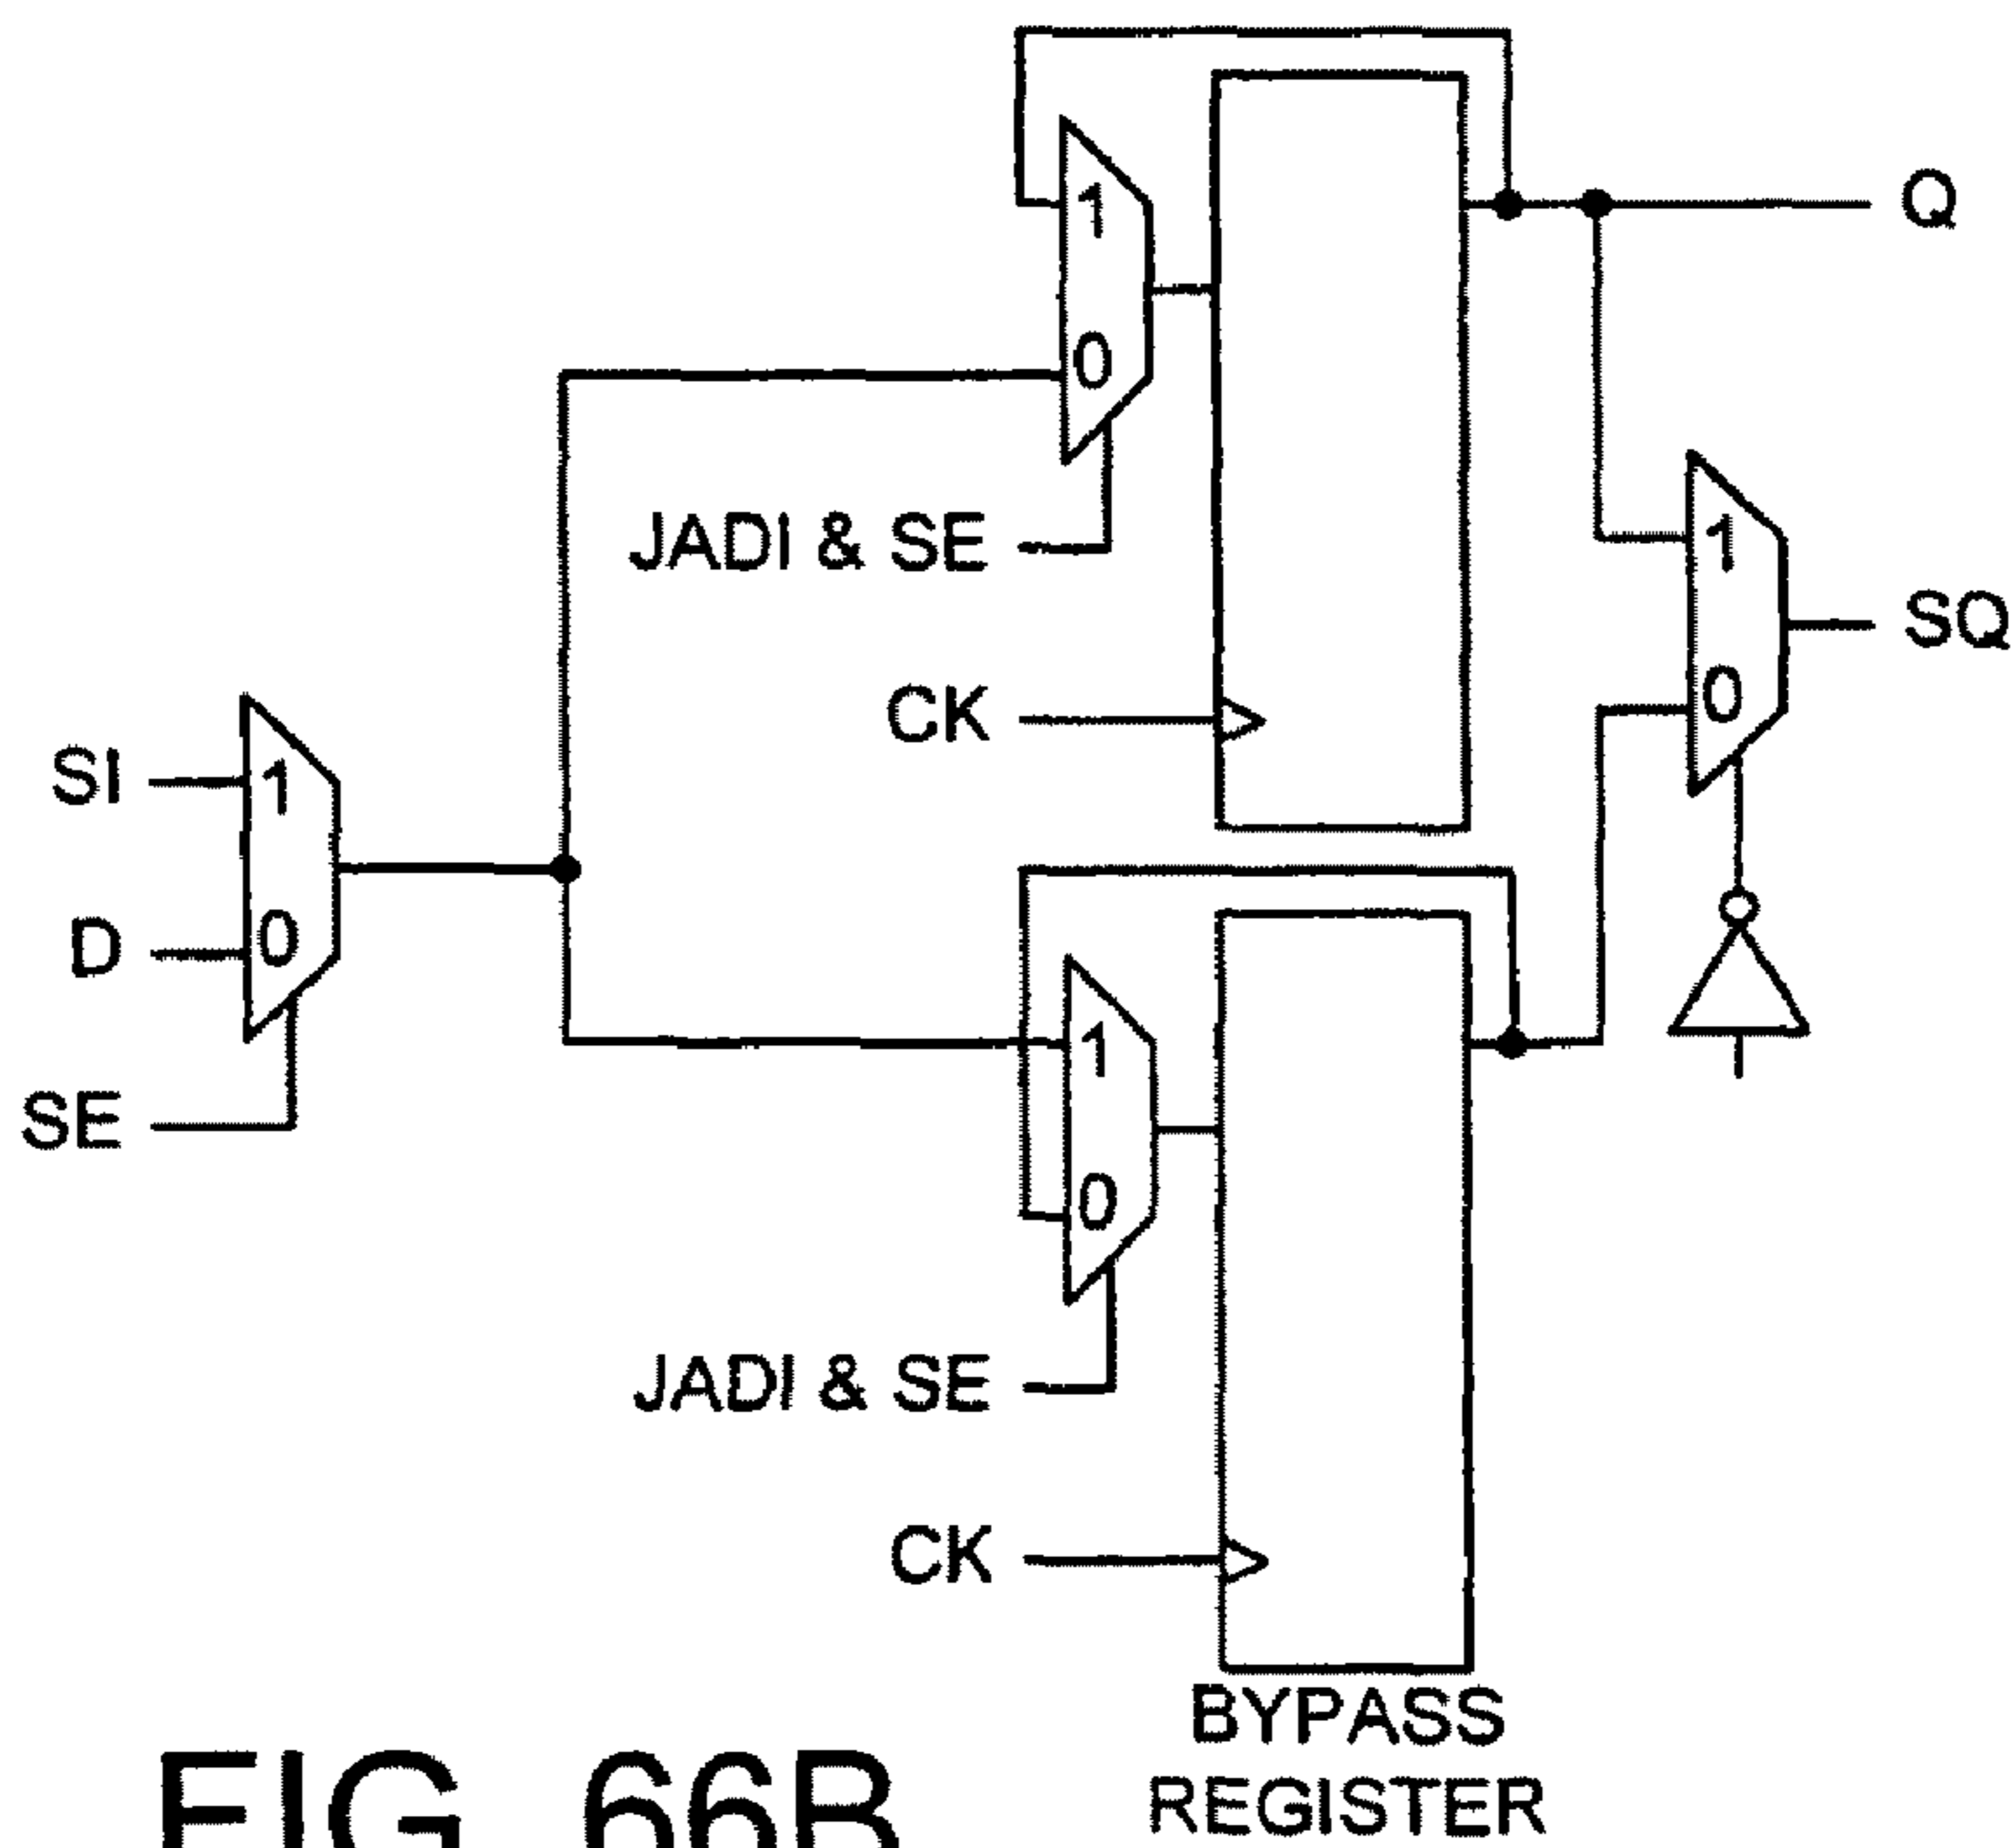 1
Q
0
JADI & SE
1
SQ
CK
0
SI
1
D
0
1
SE
0
JADI & SE
CK
BYPASS
REGISTER
FIG. 66B